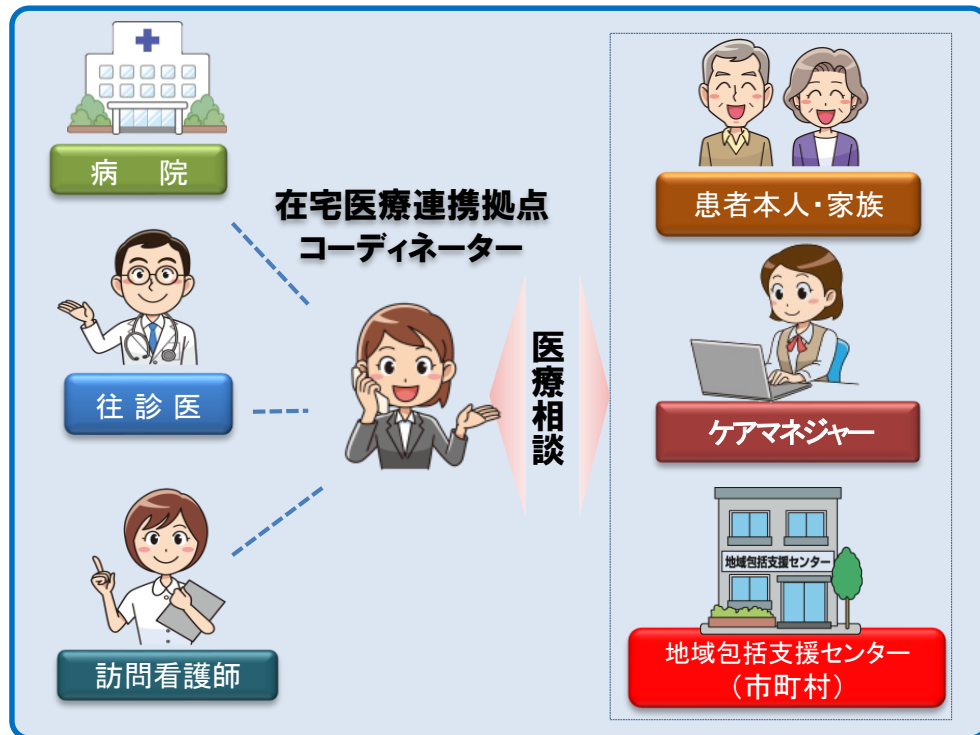 病　院
在宅医療連携拠点
コーディネーター
往 診 医
訪問看護師
医療相談
患者本人・家族
ケアマネジャー
地域包括支援センター
地域包括支援センター
（市町村）